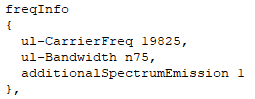 freqInfo
{
  ul-CarrierFreq 19825,
  ul-Bandwidth n75,
  additionalSpectrumEmission 1
},